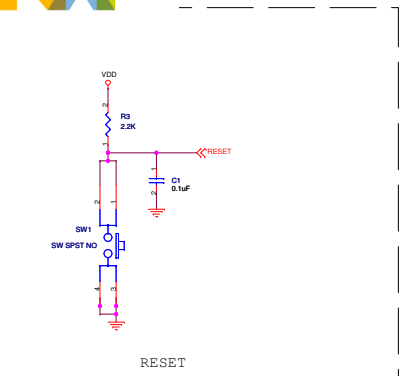 VDD
2
R3
2.2K
1
RESET
1
C1
0.1uF
2
2
1
SW1
SW SPST NO
4
3
RESET